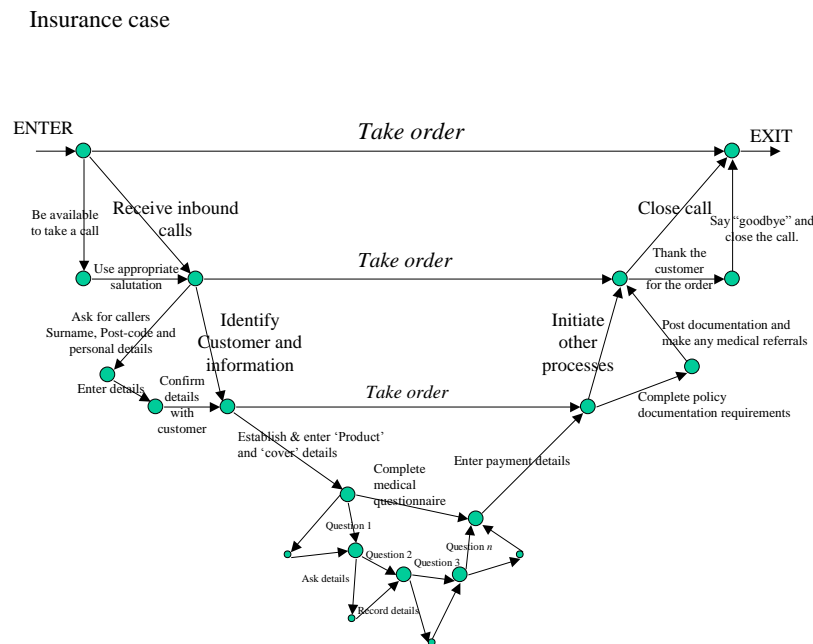 Insurance case
ENTER
Take order
EXIT
Be available
to take a call
Receive inbound
calls
Close call
Say “goodbye” and
close the call.
Use appropriate
salutation
Take order
Thank the
customer
for the order
Ask for callers
Surname, Post-code and
personal details
Identify
Customer and
information
Initiate
other
processes
Post documentation and
make any medical referrals
Enter details
Confirm
details
with
customer
Take order
Complete policy
documentation requirements
Establish & enter ‘Product’
and ‘cover’ details
Complete
medical
questionnaire
Enter payment details
Question 1
Question 2
Question 3
Question n
Ask details
Record details